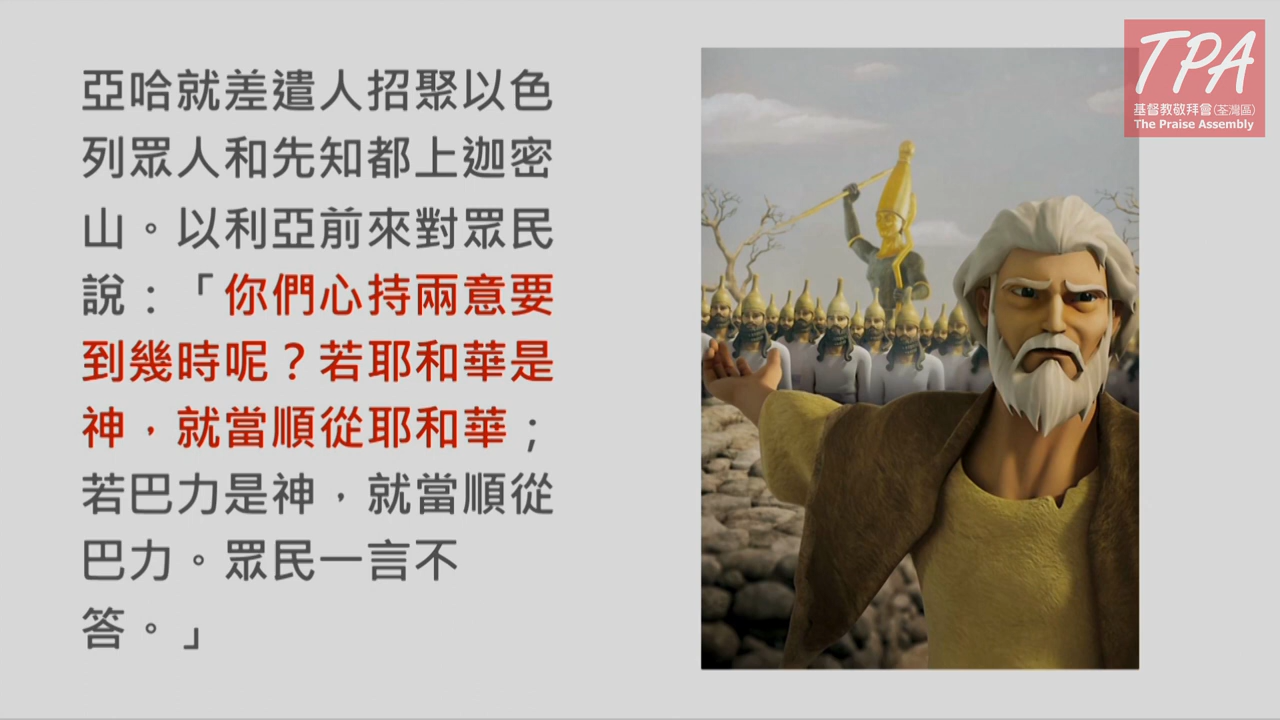 亞哈就差遣人招聚以色
列眾人和先知都上迦密
山。以利亞前來對眾民
說：「你們心持兩意要
到幾時呢？若耶和華是
神，就當順從耶和華；
若巴力是神，就當順從
巴力。眾民一言不
答。」
TPA
基督教敬拜會(荃灣區)
The Praise Assembly